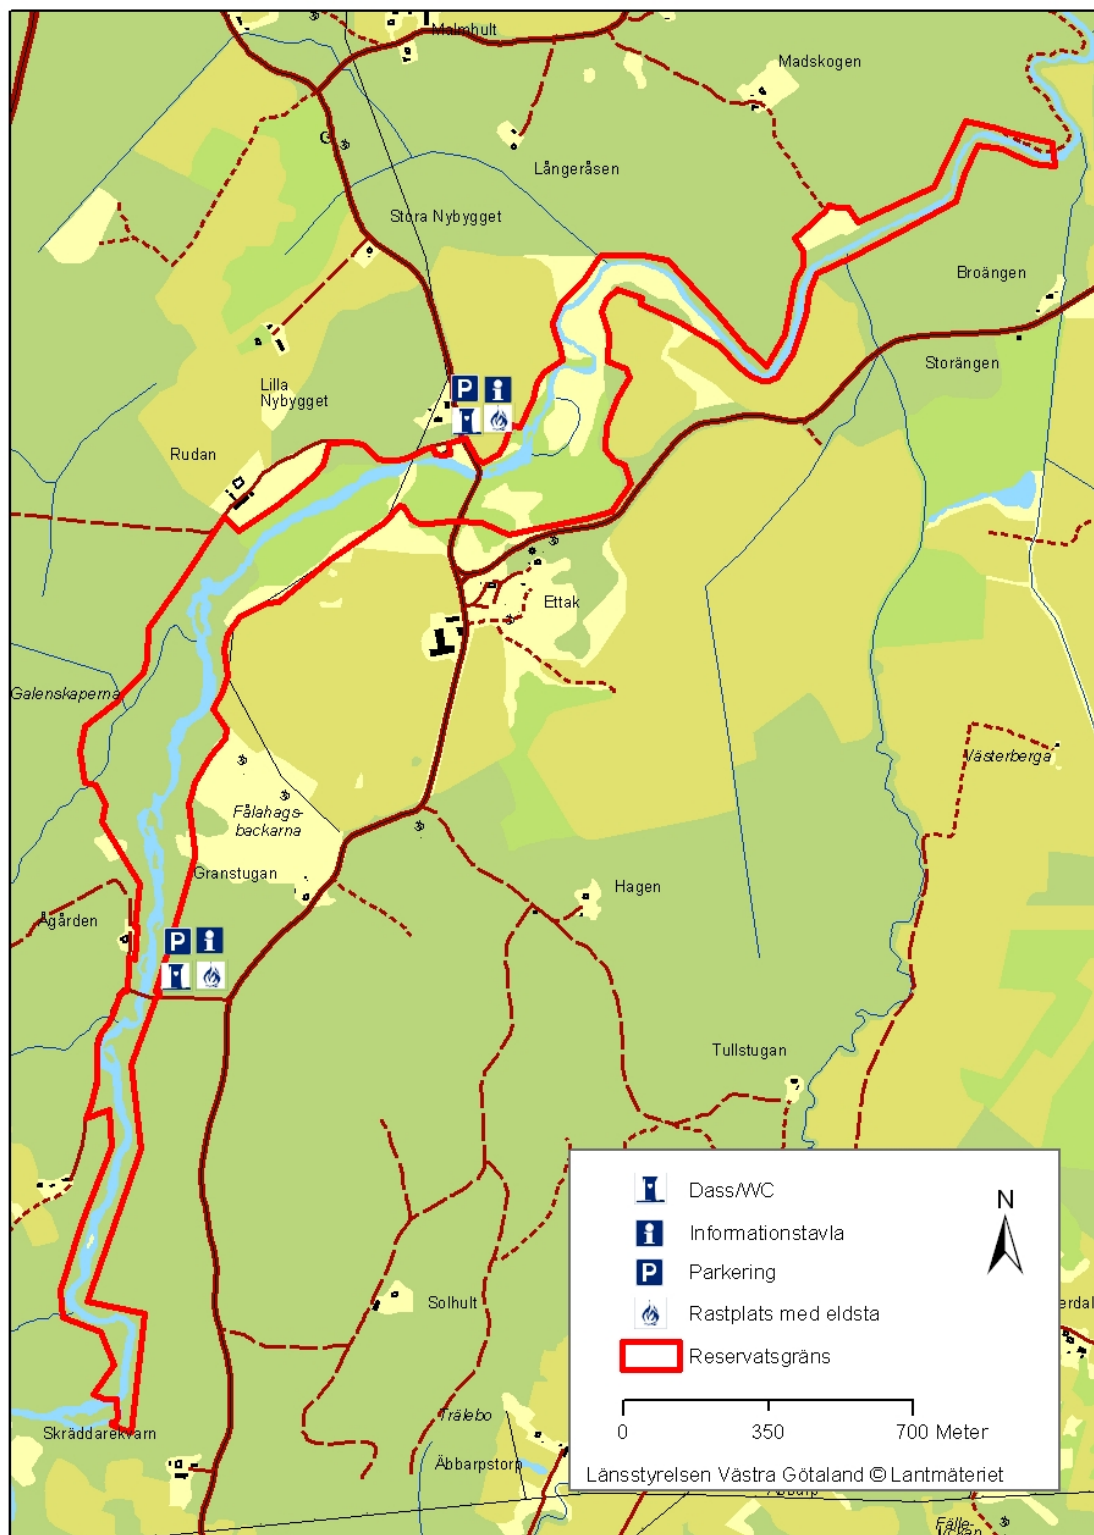 Malmhult
Madskogen
Långeråsen
Stora Nybygget
Broängen
Storängen
Lilla
Nybygget
P
i
Rudan
Ettak
Galenskaperna
Västerberga
Fålahags-
backarna
Granstugan
Hagen
Ågården
P
i
Tullstugan
Dass/WC
N
i
Informationstavla
P
Parkering
Solhult
Rastplats med eldsta
Reservatsgräns
Trälebo
0
350
700 Meter
Skräddarekvarn
Äbbarpstorp
Länsstyrelsen Västra Götaland © Lantmäteriet
Fälle-